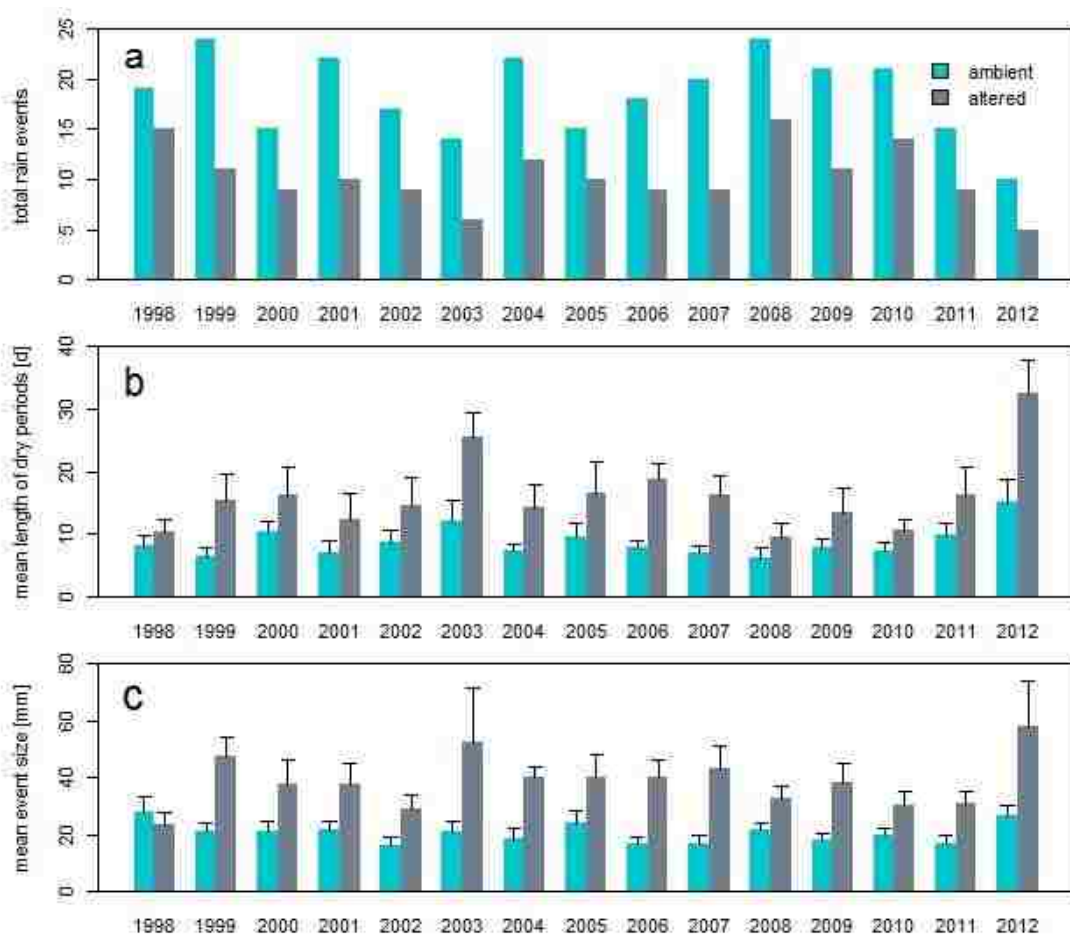 a
ambient
altered
total rain events
0 5 10 15 20 25
1998 1999 2000 2001 2002 2003 2004 2005 2006 2007 2008 2009 2010 2011 2012
b
mean length of dry periods [d]
0 10 20 30 40
1998 1999 2000 2001 2002 2003 2004 2005 2006 2007 2008 2009 2010 2011 2012
c
mean event size [mm]
0 20 40 60 80
1998 1999 2000 2001 2002 2003 2004 2005 2006 2007 2008 2009 2010 2011 2012